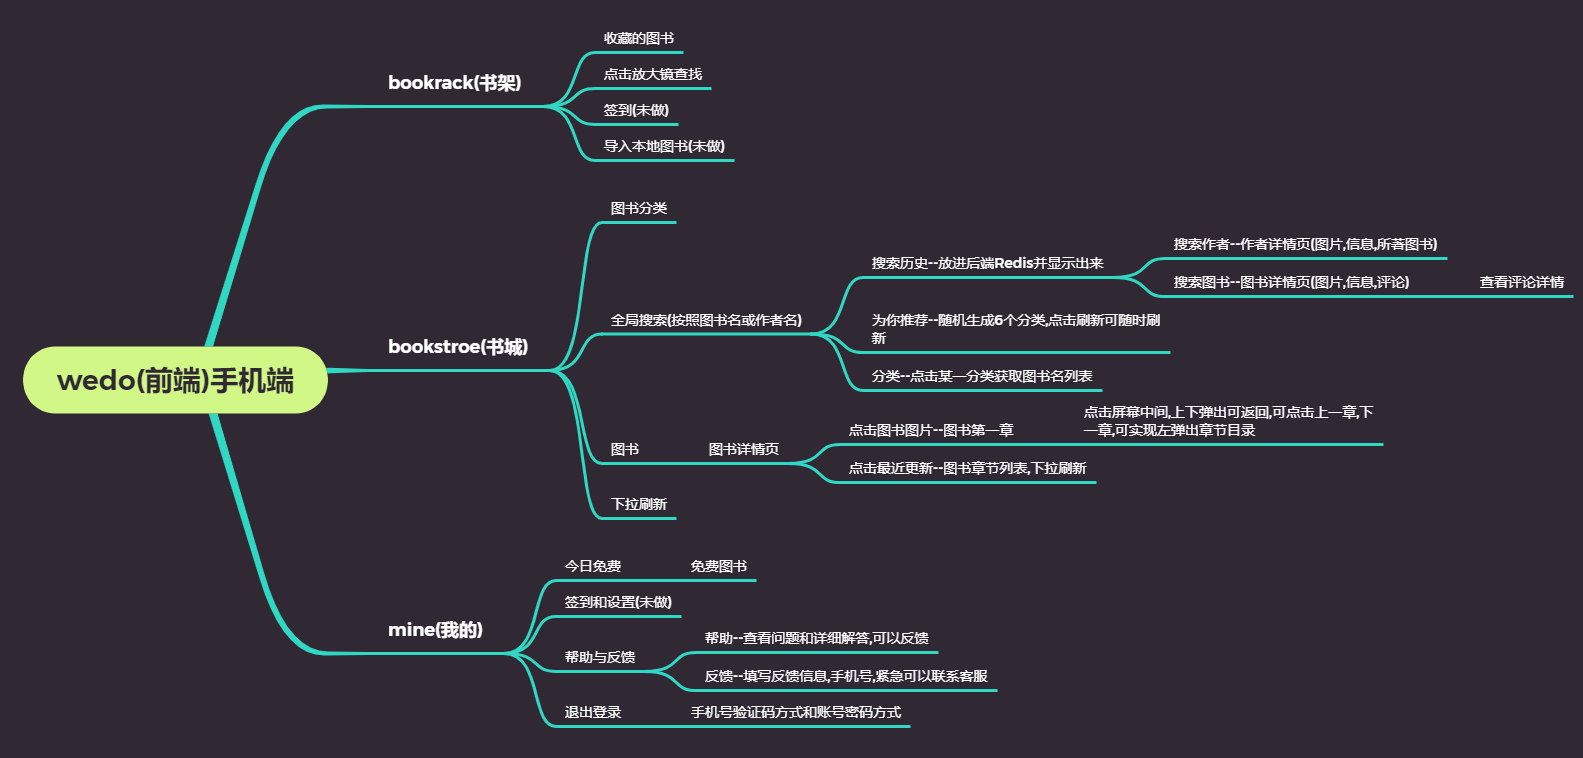 wedo(前端)手机端
bookrack(书架)
收藏的图书
点击放大镜查找
签到(未做)
导入本地图书(未做)
bookstroe(书城)
图书分类
全局搜索(按照图书名或作者名)
搜索历史--放进后端Redis并显示出来
搜索作者--作者详情页(图片,信息,所著图书)
搜索图书--图书详情页(图片,信息,评论)
查看评论详情
为你推荐--随机生成6个分类,点击刷新可随时刷
新
分类--点击某一分类获取图书名列表
图书
图书详情页
点击图书图片--图书第一章
点击屏幕中间,上下弹出可返回,可点击上一章,下
一章,可实现左弹出章节目录
点击最近更新--图书章节列表,下拉刷新
下拉刷新
mine(我的)
今日免费
免费图书
签到和设置(未做)
帮助与反馈
帮助--查看问题和详细解答,可以反馈
反馈--填写反馈信息,手机号,紧急可以联系客服
退出登录
手机号验证码方式和账号密码方式